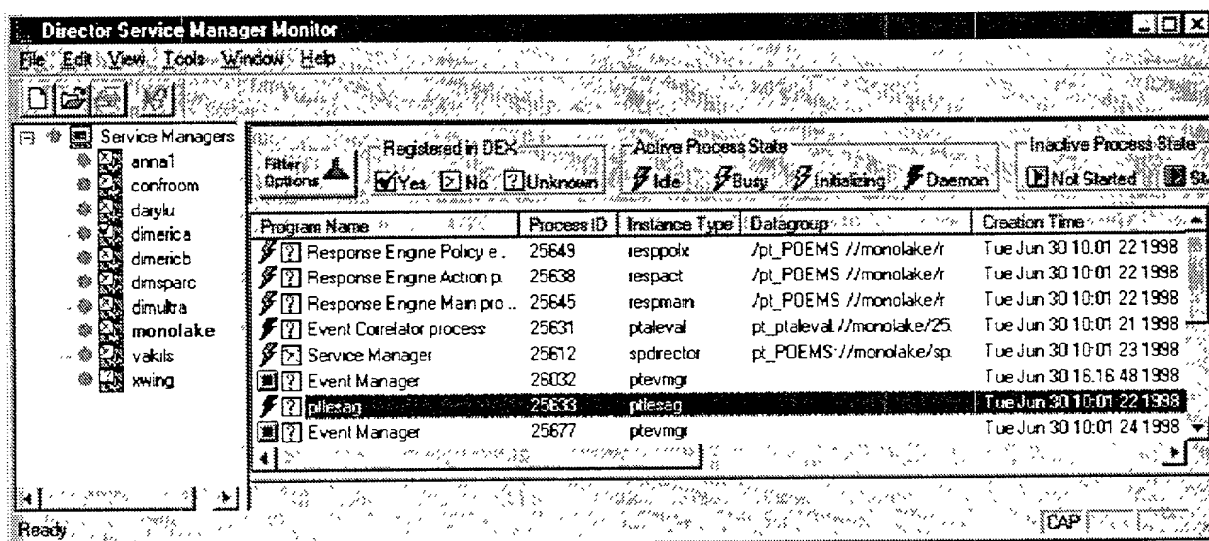 Director Service Manager Monitor
File Edit View Tools Window Help
Service Managers
anna1
confroom
darylu
dimerica
dimericb
dimsparc
dimultra
monolake
vakils
xwing
Filter Options
Registered in DEX
Yes No Unknown
Active Process State
Idle Busy Initializing Daemon
Inactive Process State
Not Started St
Program Name Process ID Instance Type Datagroup Creation Time
Response Engine Policy e.. 25649 resppolx /pt_POEMS://monolake/r Tue Jun 30 10:01 22 1998
Response Engine Action p. 25638 respact /pt_POEMS://monolake/r Tue Jun 30 10:01 22 1998
Response Engine Main pro... 25645 respmain /pt_POEMS://monolake/r Tue Jun 30 10:01 22 1998
Event Correlator process 25631 ptaleval pt_ptaleval://monolake/25. Tue Jun 30 10:01 21 1998
Service Manager 25612 spdirector pt_POEMS://monolake/sp. Tue Jun 30 10:01 23 1998
Event Manager 26032 ptevmgr Tue Jun 30 16:16 48 1998
25633 Tue Jun 30 10:01 22 1998
Event Manager 25677 ptevmgr Tue Jun 30 10:01 24 1998
Ready
CAP